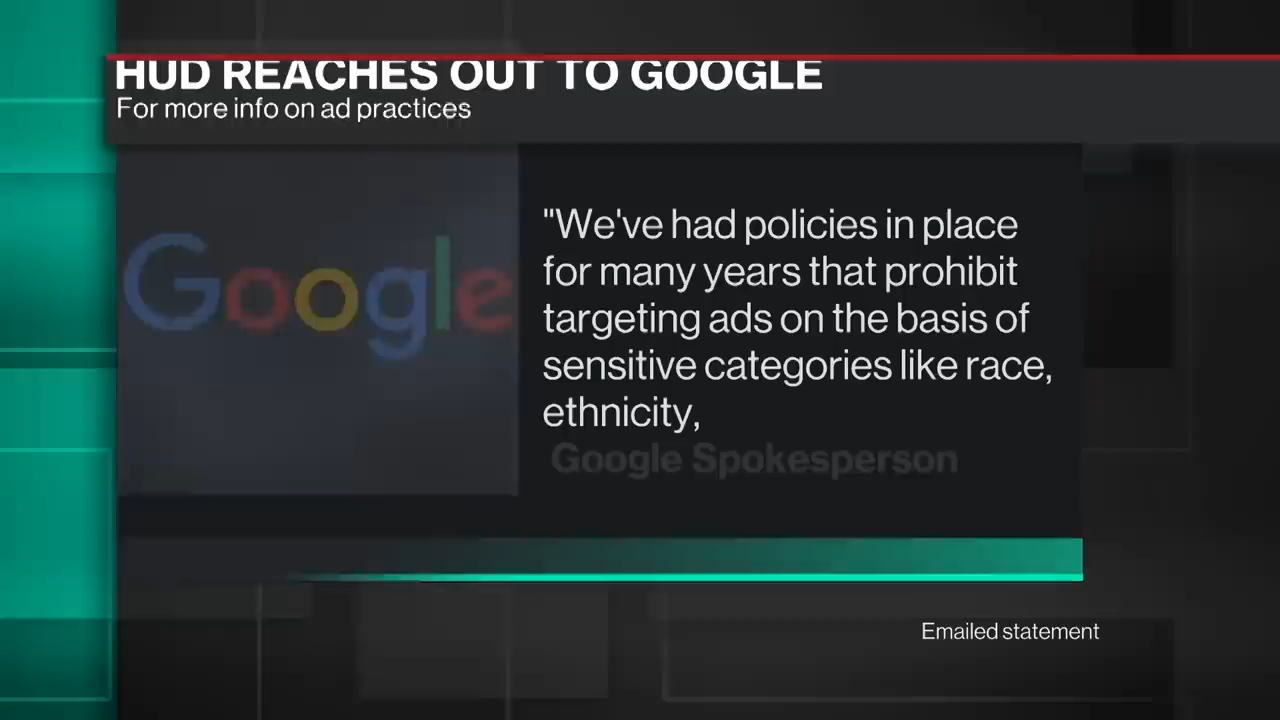 HUD REACHES OUT TO GOOGLE
For more info on ad practices
Google
"We've had policies in place
for many years that prohibit
targeting ads on the basis of
sensitive categories like race,
ethnicity,
Google Spokesperson
Emailed statement